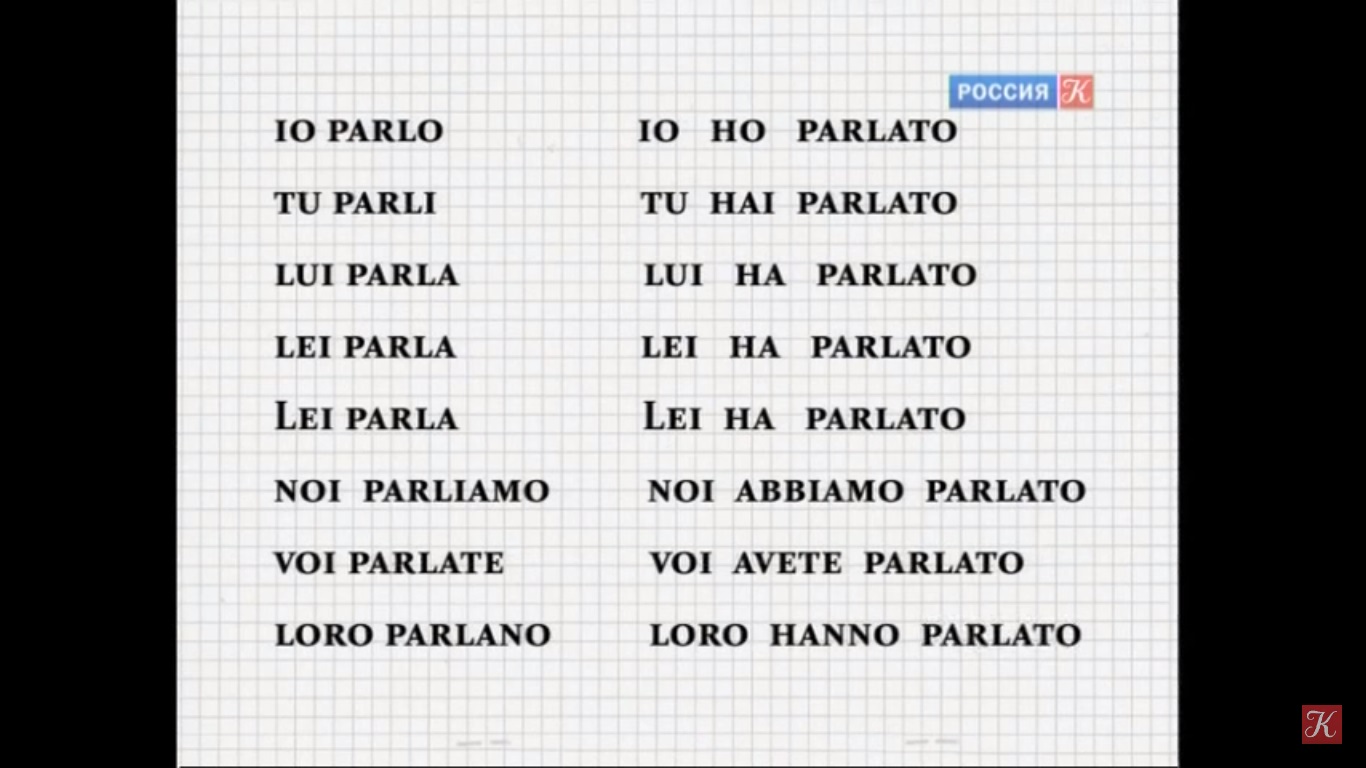 РОССИЯ К
IO PARLO IO HO PARLATO
TU PARLI TU HAI PARLATO
LUI PARLA LUI HA PARLATO
LEI PARLA LEI HA PARLATO
LEI PARLA LEI HA PARLATO
NOI PARLIAMO NOI ABBIAMO PARLATO
VOI PARLATE VOI AVETE PARLATO
LORO PARLANO LORO HANNO PARLATO
К